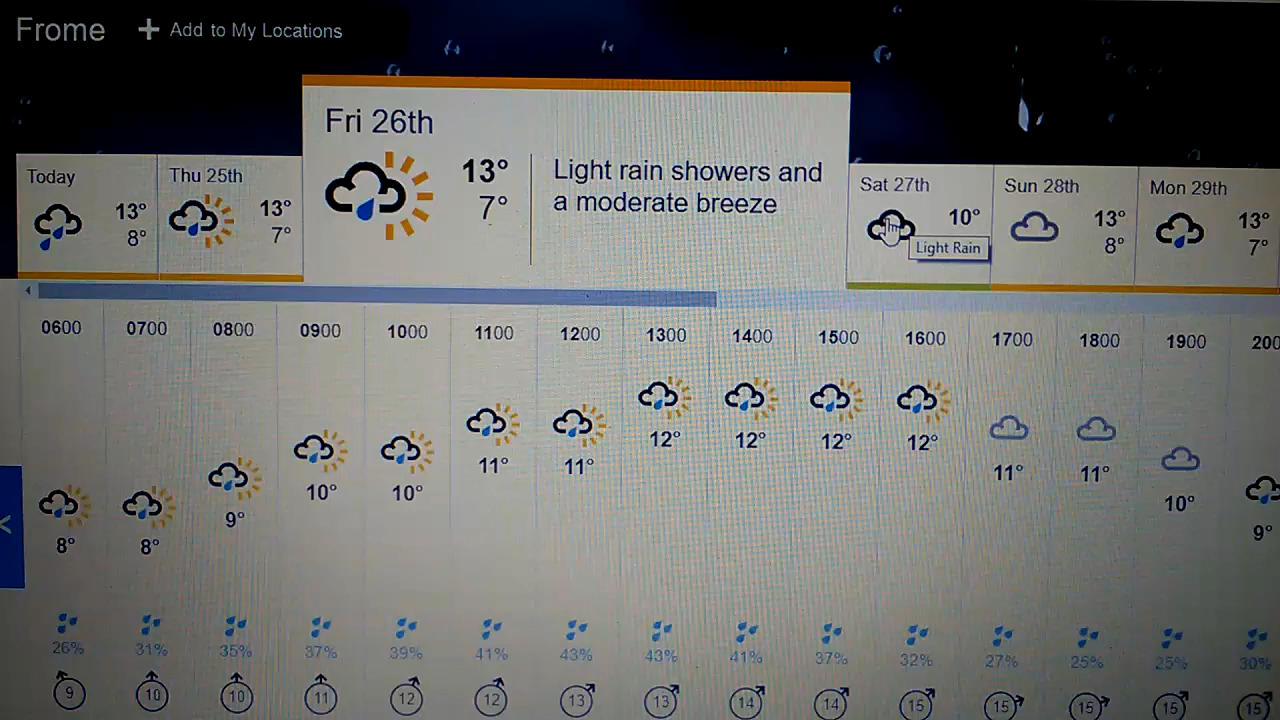 Frome + Add to My Locations
Fri 26th
13°
7°
Light rain showers and
a moderate breeze
Today
13°
8°
Thu 25th
13°
7°
Sat 27th
10°
Light Rain
Sun 28th
13°
8°
Mon 29th
13°
7°
0600 0700 0800 0900 1000 1100 1200 1300 1400 1500 1600 1700 1800 1900 200
8° 8° 9° 10° 10° 11° 11° 12° 12° 12° 12° 11° 11° 10° 9°
26% 31% 35% 37% 39% 41% 43% 43% 41% 37% 32% 27% 25% 25% 30%
9 10 10 11 12 12 13 13 14 14 15 15 15 15 15